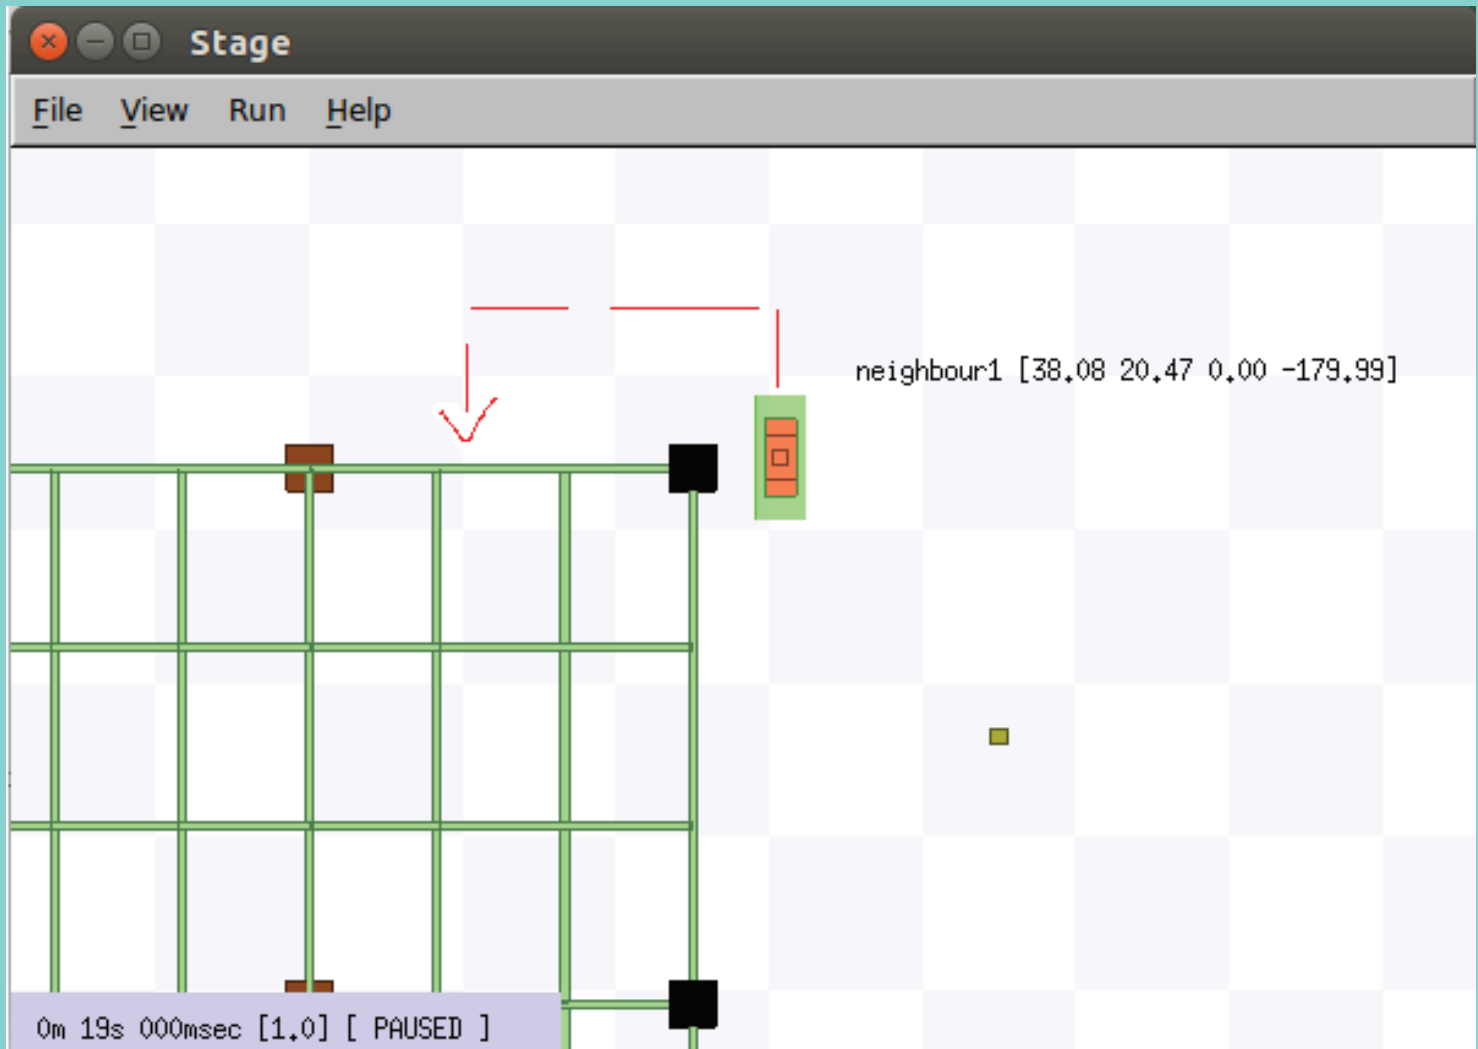 Stage
File View Run Help
neighbour1 [38.08 20.47 0.00 -179.99]
0m 19s 000msec [1.0] [ PAUSED ]